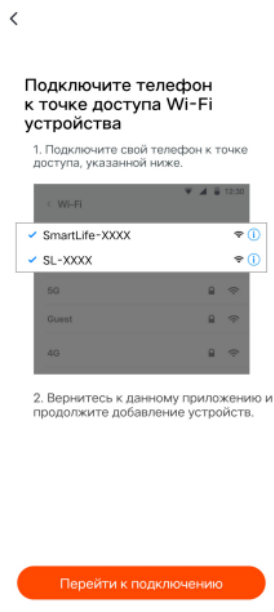 Подключите телефон
к точке доступа Wi-Fi
устройства
1. Подключите свой телефон к точке
доступа, указанной ниже.
12:30
< Wi-Fi
SmartLife-XXXX
SL-XXXX
5G
Guest
4G
2. Вернитесь к данному приложению и
продолжите добавление устройств.
Перейти к подключению